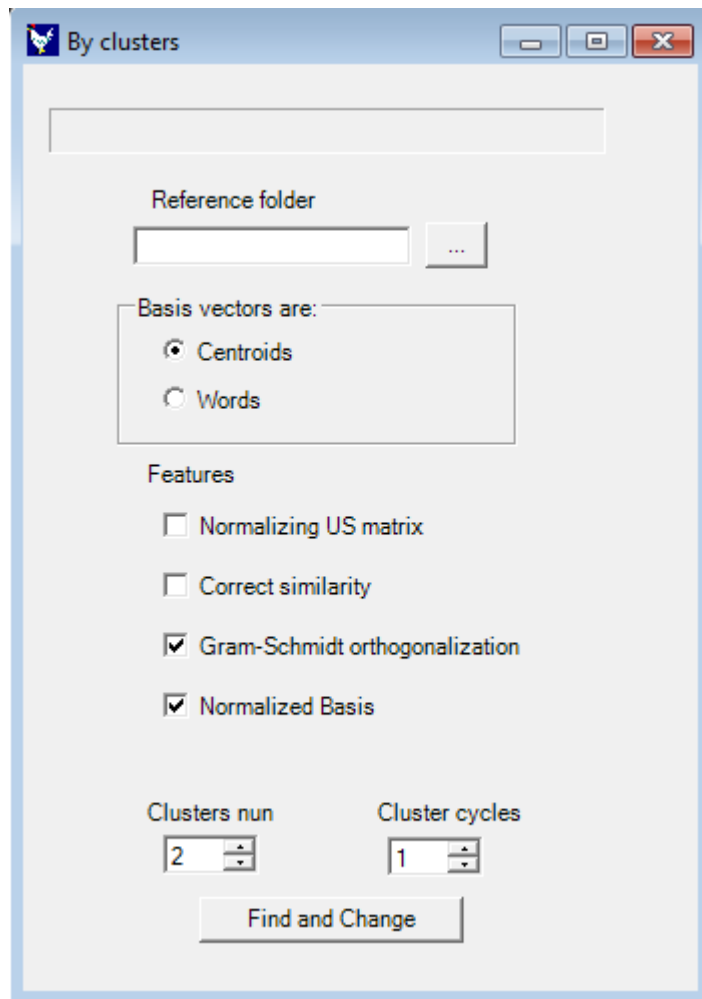 By clusters
Reference folder
...
Basis vectors are:
Centroids
Words
Features
Normalizing US matrix
Correct similarity
Gram-Schmidt orthogonalization
Normalized Basis
Clusters nun Cluster cycles
2 1
Find and Change